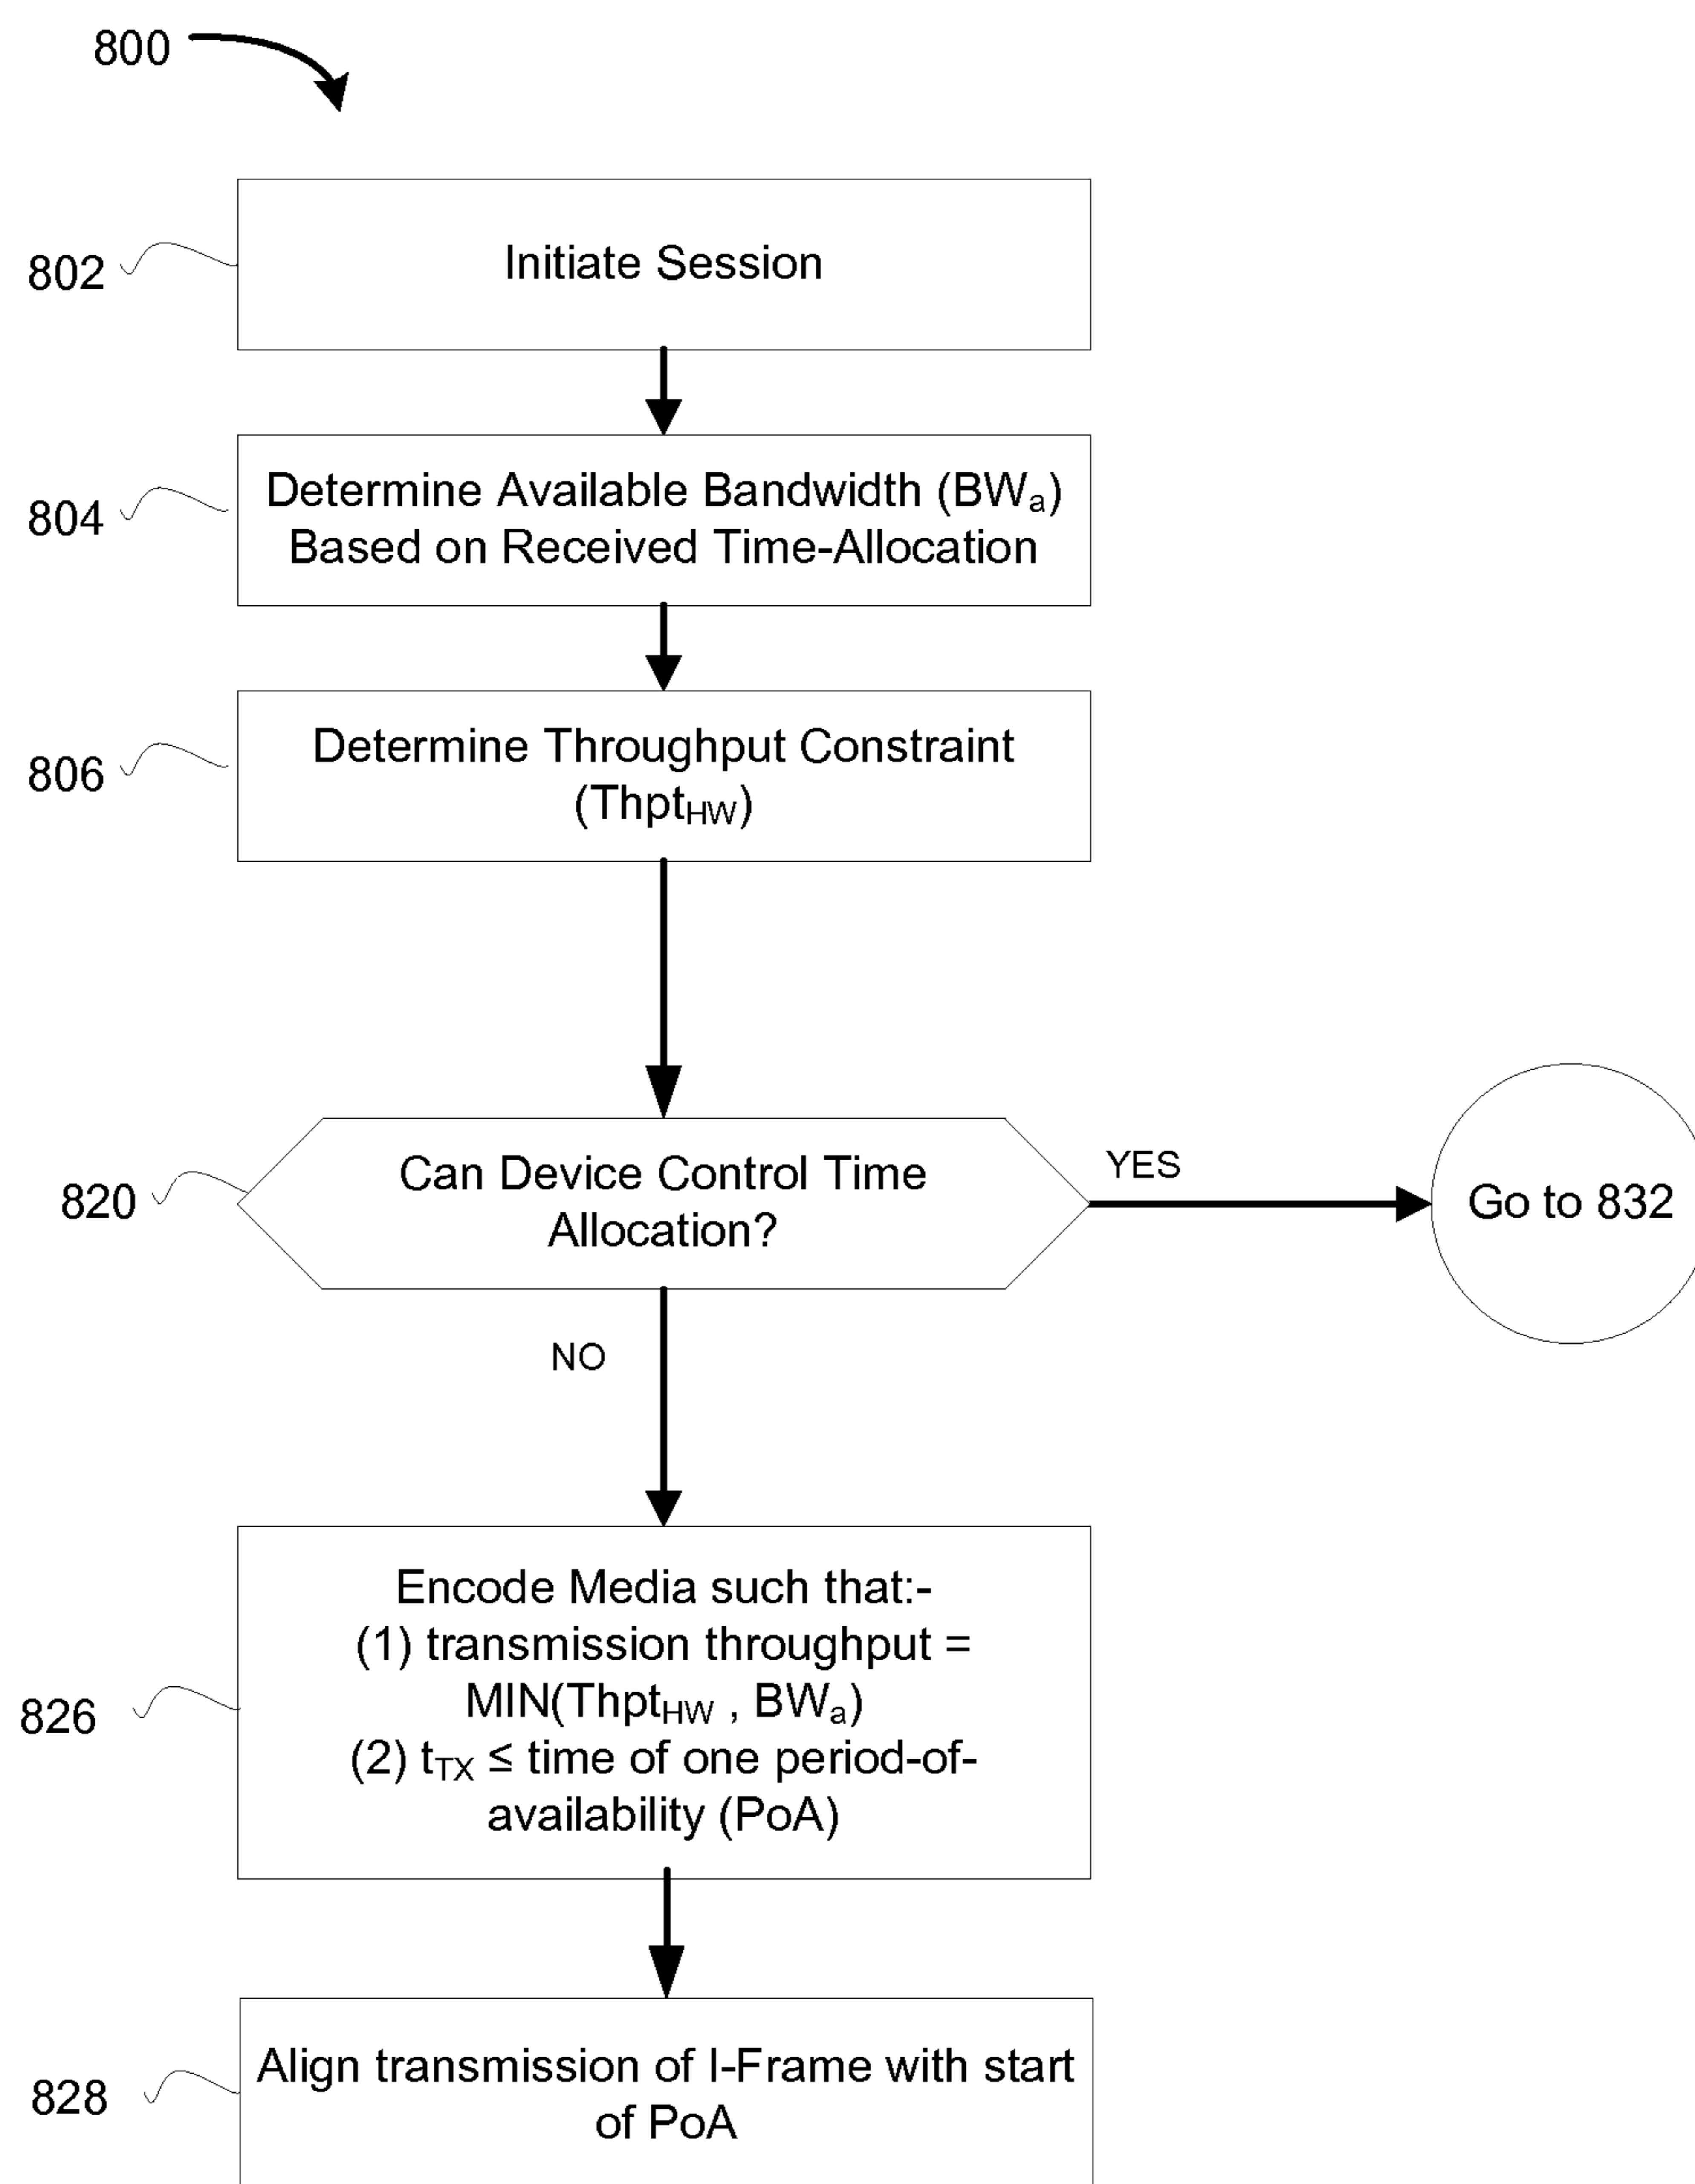 800
802
Initiate Session
804
Determine Available Bandwidth (BWa)
Based on Received Time-Allocation
806
Determine Throughput Constraint
(ThptHW)
820
Can Device Control Time
Allocation?
YES
Go to 832
NO
826
Encode Media such that:-
(1) transmission throughput =
MIN(ThptHW , BWa)
(2) tTX ≤ time of one period-of-
availability (PoA)
828
Align transmission of I-Frame with start
of PoA